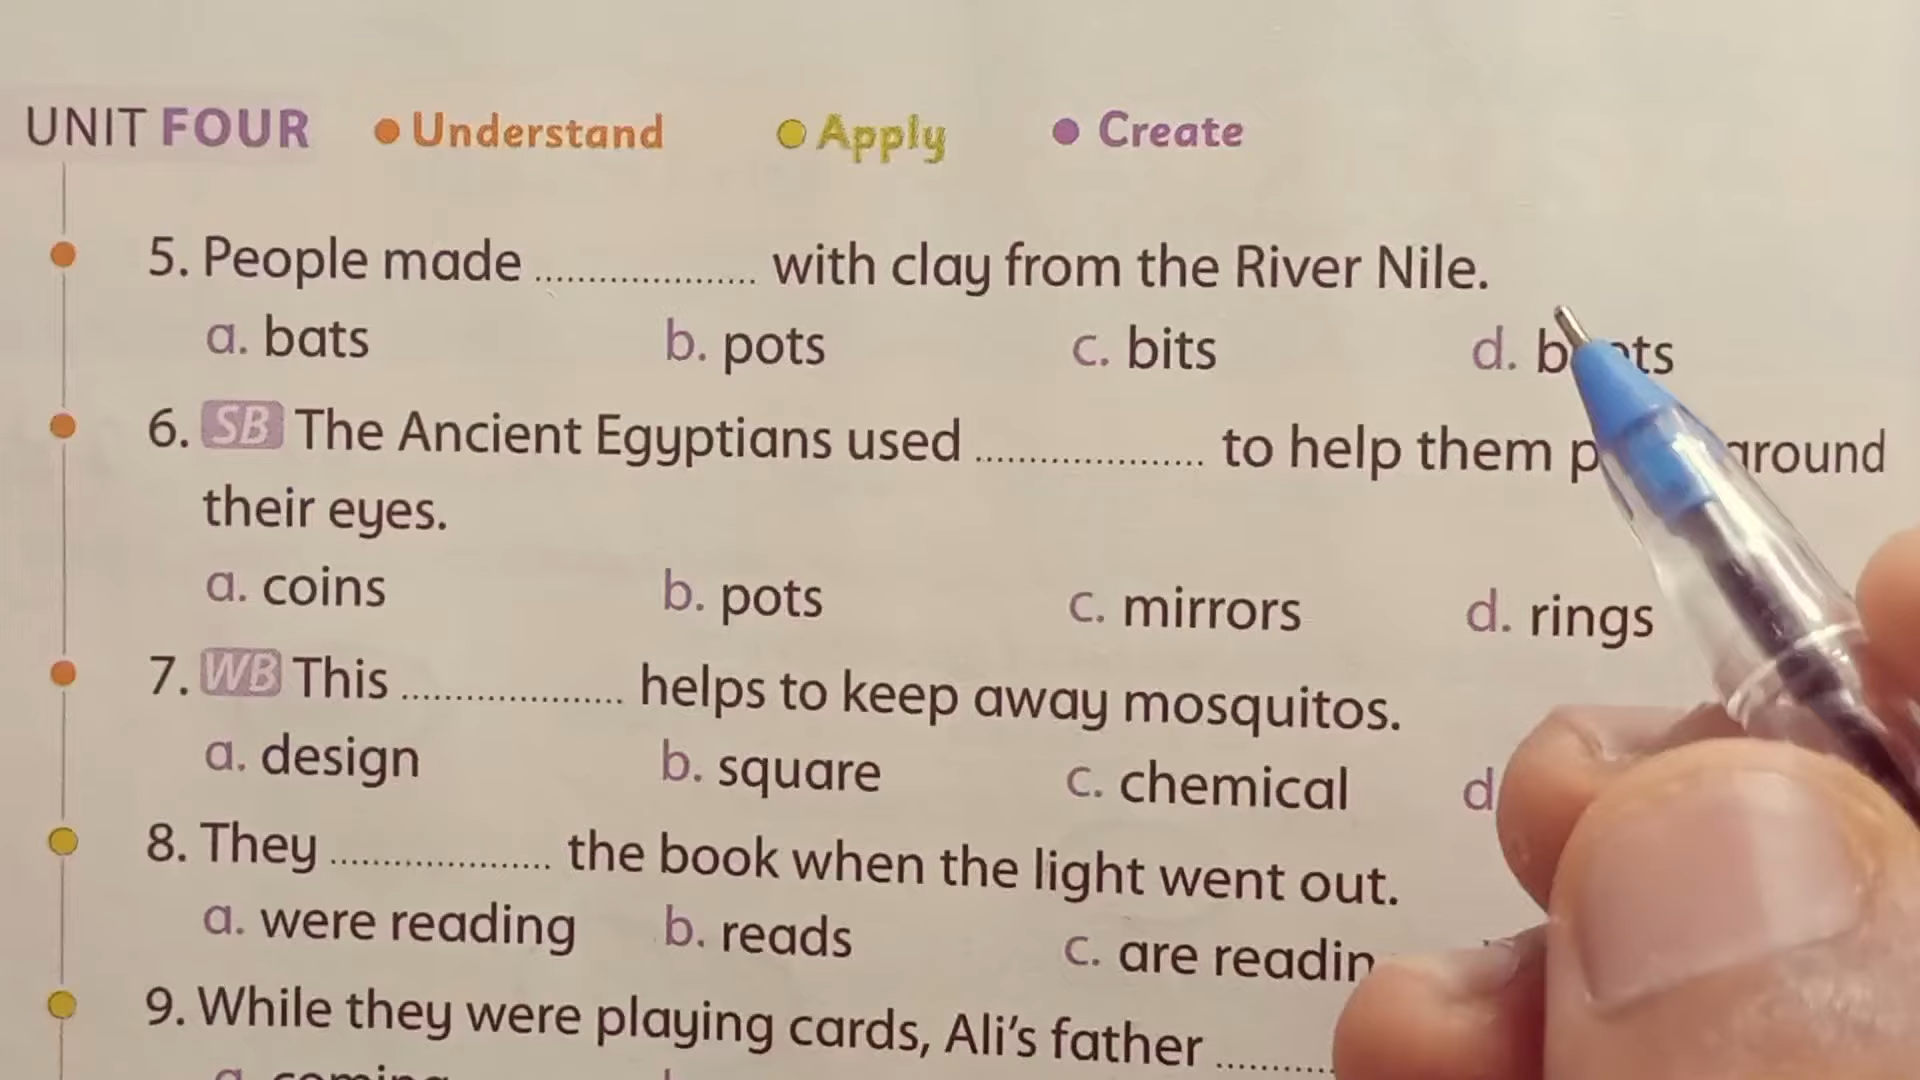 UNIT FOUR Understand Apply Create
5. People made .................... with clay from the River Nile.
a. bats b. pots c. bits d.
6. SB The Ancient Egyptians used .................... to help them around
their eyes.
a. coins b. pots c. mirrors d. rings
7. WB This .................... helps to keep away mosquitos.
a. design b. square c. chemical d
8. They .................... the book when the light went out.
a. were reading b. reads c. are readin
9. While they were playing cards, Ali's father ...........